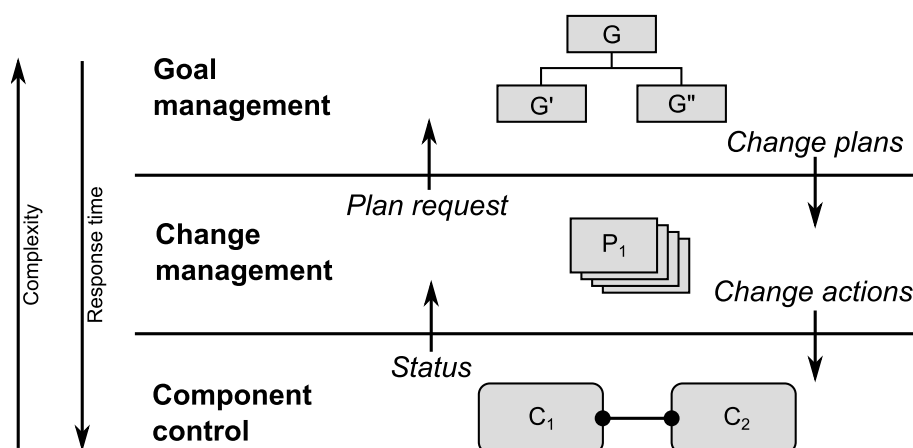 G
Goal
management
G'
G"
Change plans
Plan request
Complexity
Response time
Change
management
P1
Change actions
Status
Component
control
C1
C2